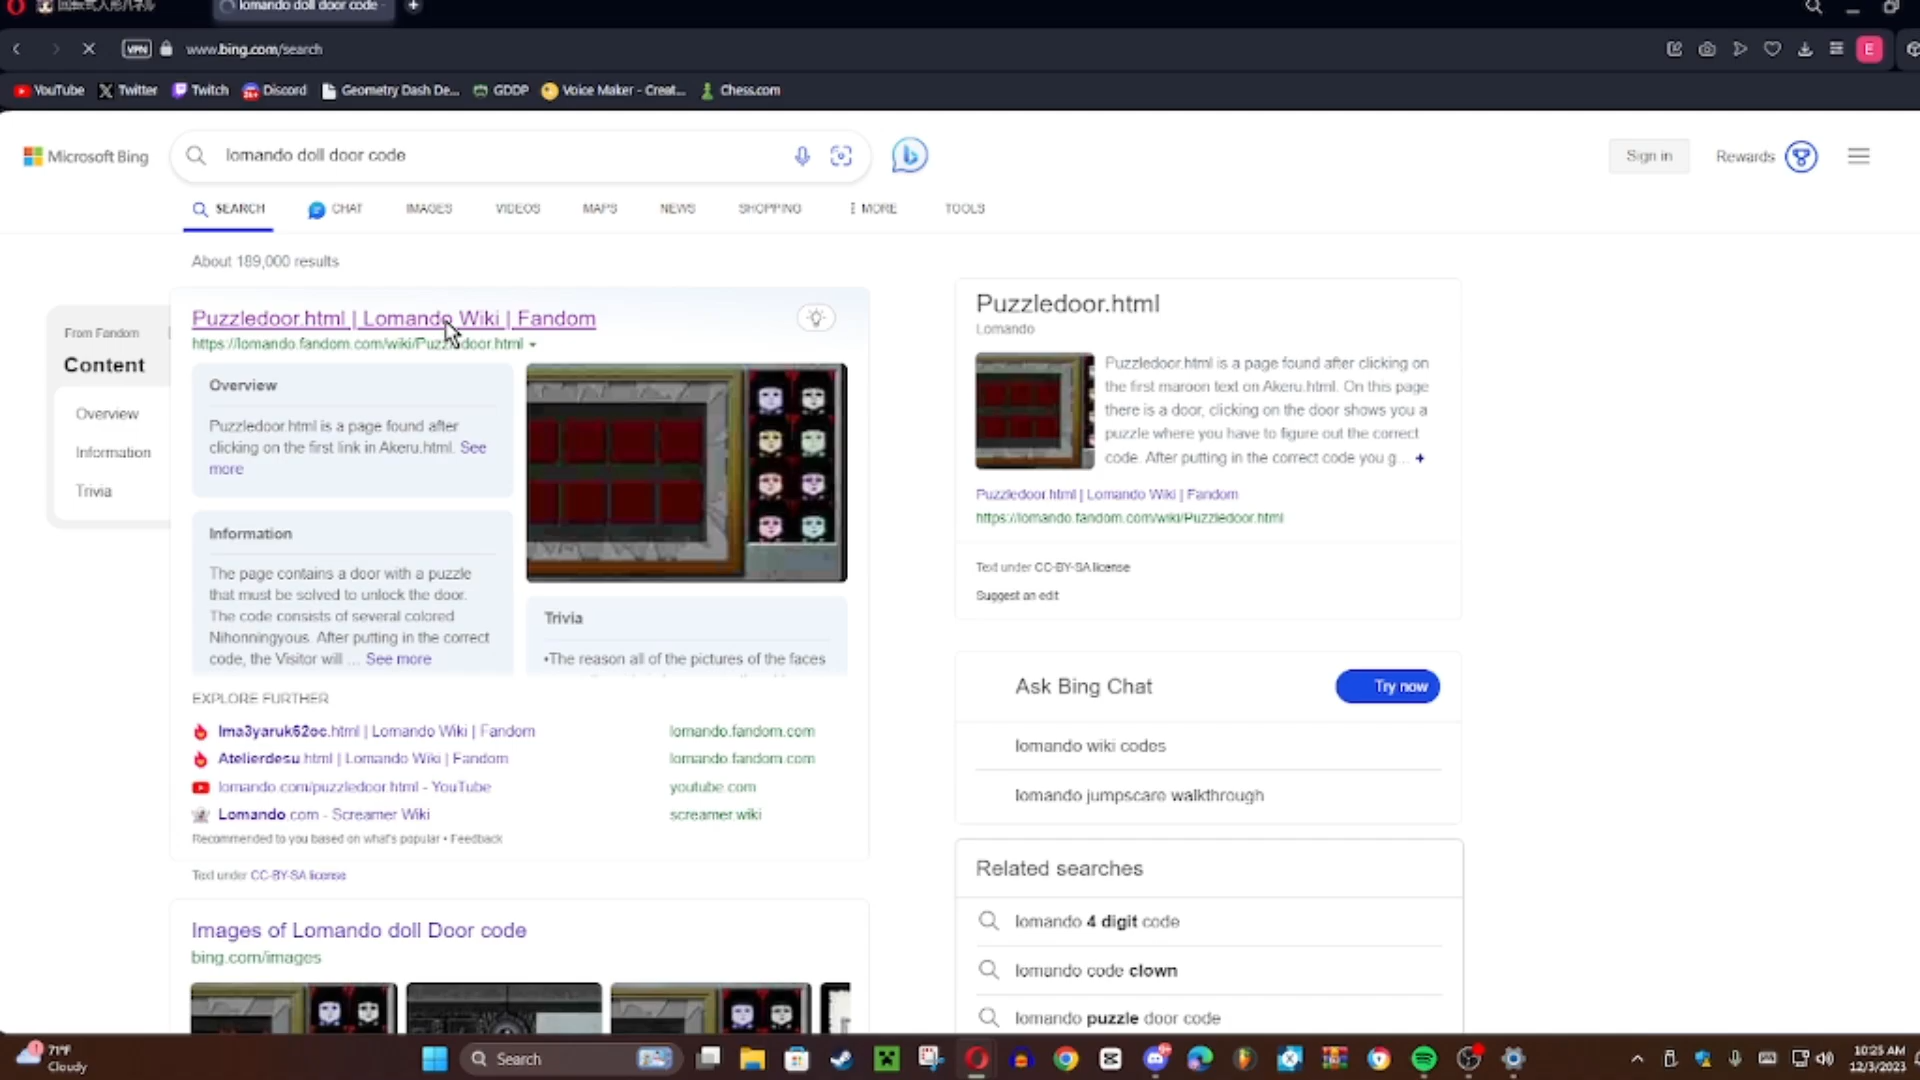 回転式人形パネル
lomando doll door code -
VPN
www.bing.com/search
E
YouTube
Twitter
Twitch
Discord
Geometry Dash De...
GDDP
Voice Maker - Creat...
Chess.com
Microsoft Bing
lomando doll door code
Sign in
Rewards
SEARCH
CHAT
IMAGES
VIDEOS
MAPS
NEWS
SHOPPING
MORE
TOOLS
About 189,000 results
From Fandom
Content
Overview
Information
Trivia
Puzzledoor.html | Lomando Wiki | Fandom
https://lomando.fandom.com/wiki/Puzzledoor.html
Overview
Puzzledoor.html is a page found after
clicking on the first link in Akeru.html. See
more
Information
The page contains a door with a puzzle
that must be solved to unlock the door.
The code consists of several colored
Nihonningyous. After putting in the correct
code, the Visitor will ... See more
Trivia
•The reason all of the pictures of the faces
EXPLORE FURTHER
Ima3yaruk62oc.html | Lomando Wiki | Fandom
lomando.fandom.com
Atelierdesu.html | Lomando Wiki | Fandom
lomando.fandom.com
lomando.com/puzzledoor.html - YouTube
youtube.com
Lomando.com - Screamer Wiki
screamer.wiki
Recommended to you based on what's popular • Feedback
Text under CC-BY-SA license
Images of Lomando doll Door code
bing.com/images
Puzzledoor.html
Lomando
Puzzledoor.html is a page found after clicking on
the first maroon text on Akeru.html. On this page
there is a door, clicking on the door shows you a
puzzle where you have to figure out the correct
code. After putting in the correct code you g... +
Puzzledoor.html | Lomando Wiki | Fandom
https://lomando.fandom.com/wiki/Puzzledoor.html
Text under CC-BY-SA license
Suggest an edit
Ask Bing Chat
Try now
lomando wiki codes
lomando jumpscare walkthrough
Related searches
lomando 4 digit code
lomando code clown
lomando puzzle door code
71°F
Cloudy
Search
10:25 AM
12/3/2023